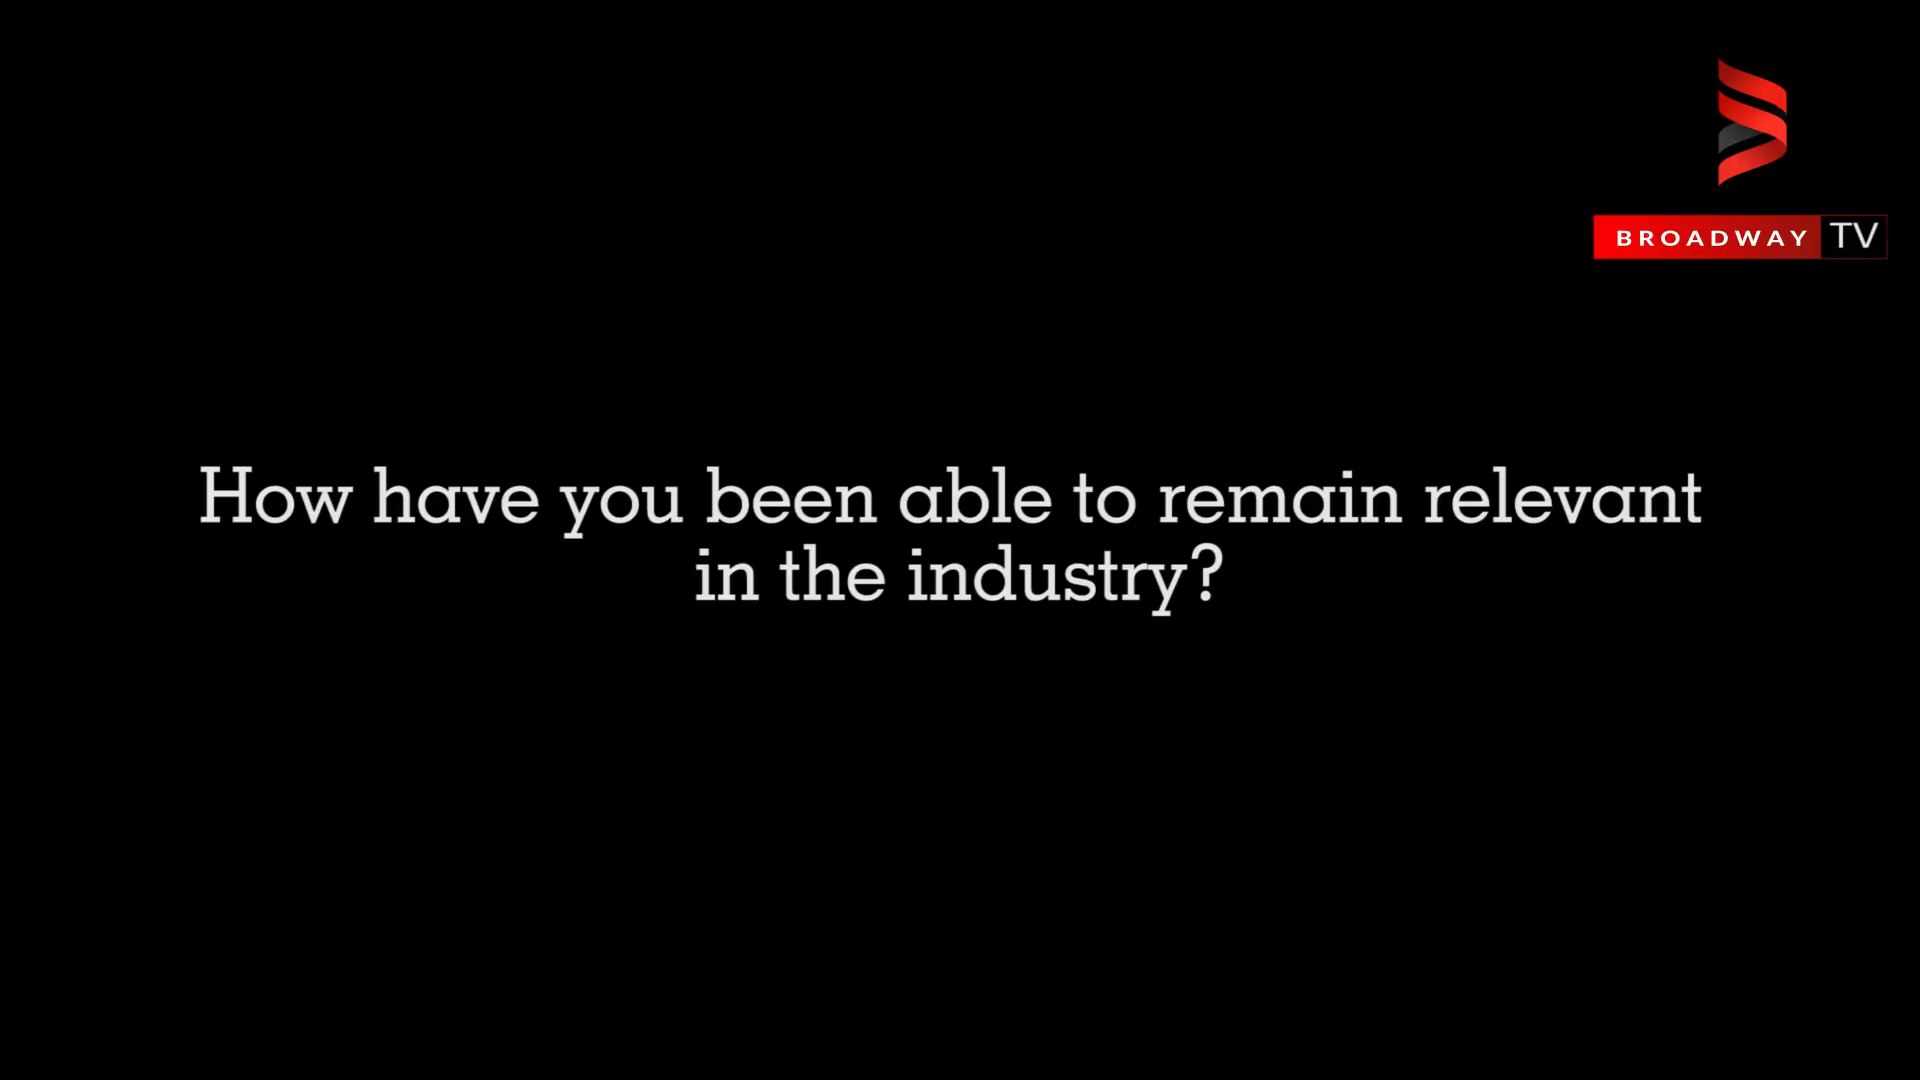 BROADWAY TV
How have you been able to remain relevant
in the industry?